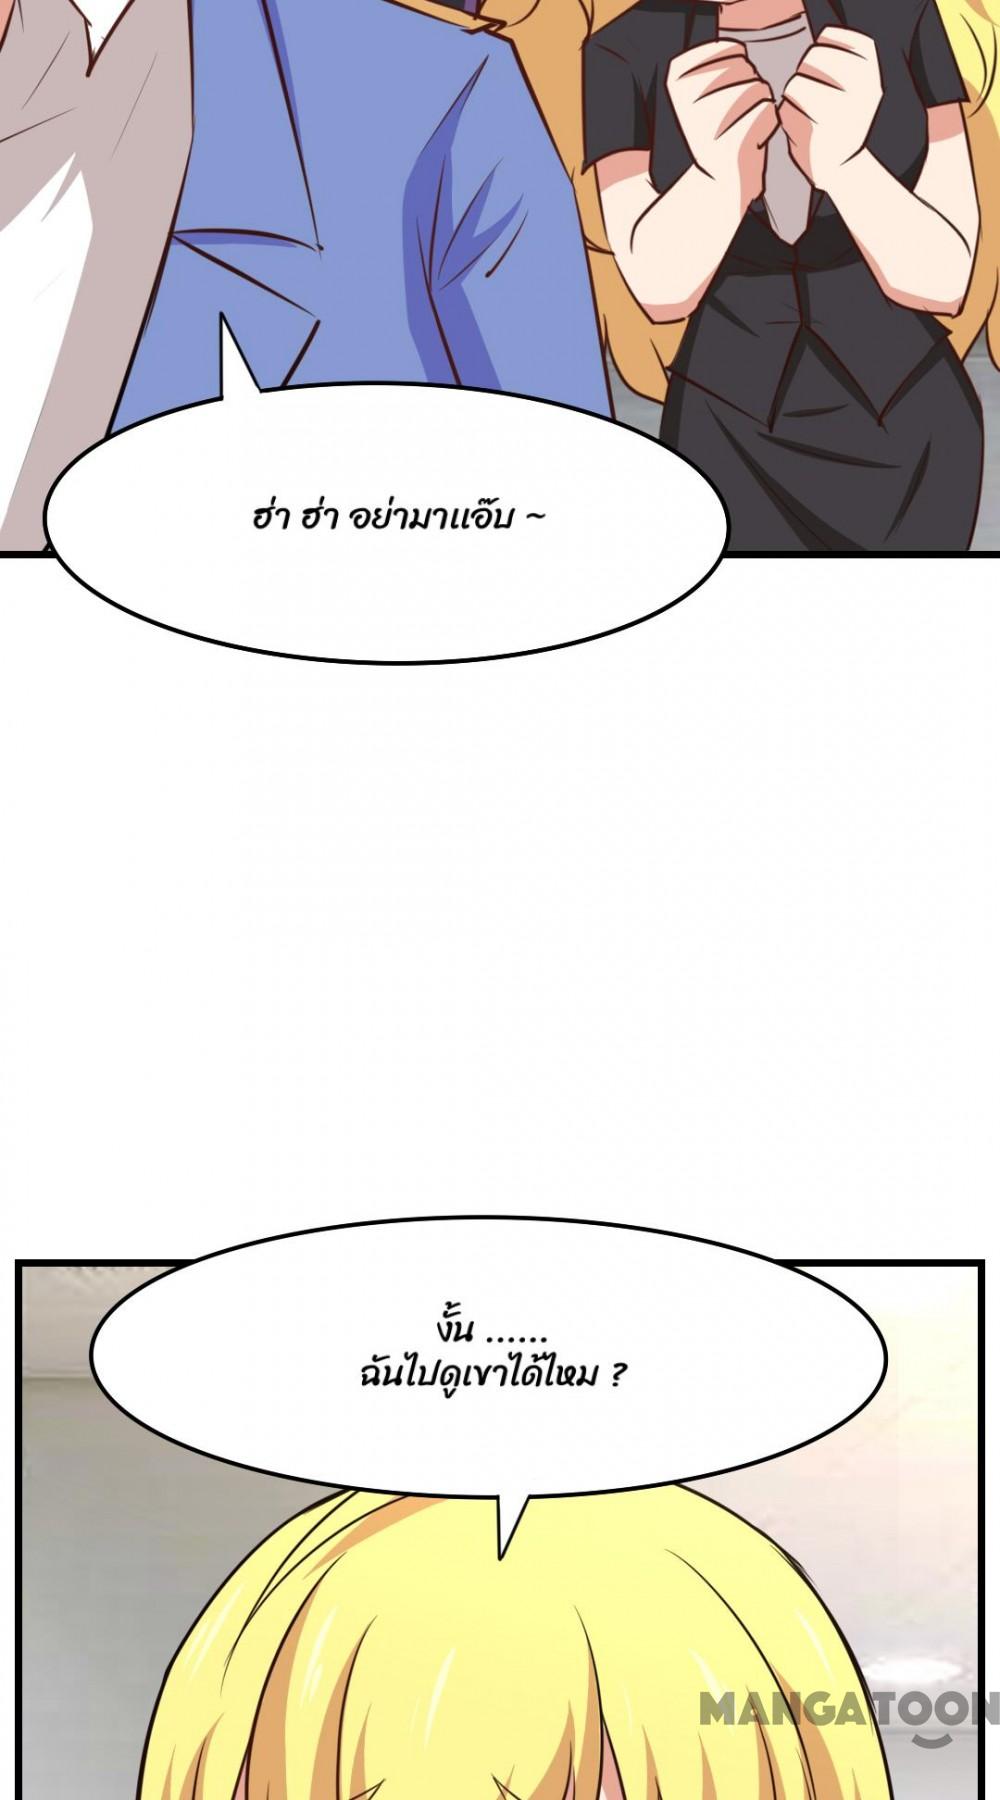 ฮ่า ฮ่า อย่ามาแอ๊บ ~
งั้น ......
ฉันไปดูเขาได้ไหม ?
MANGATOON